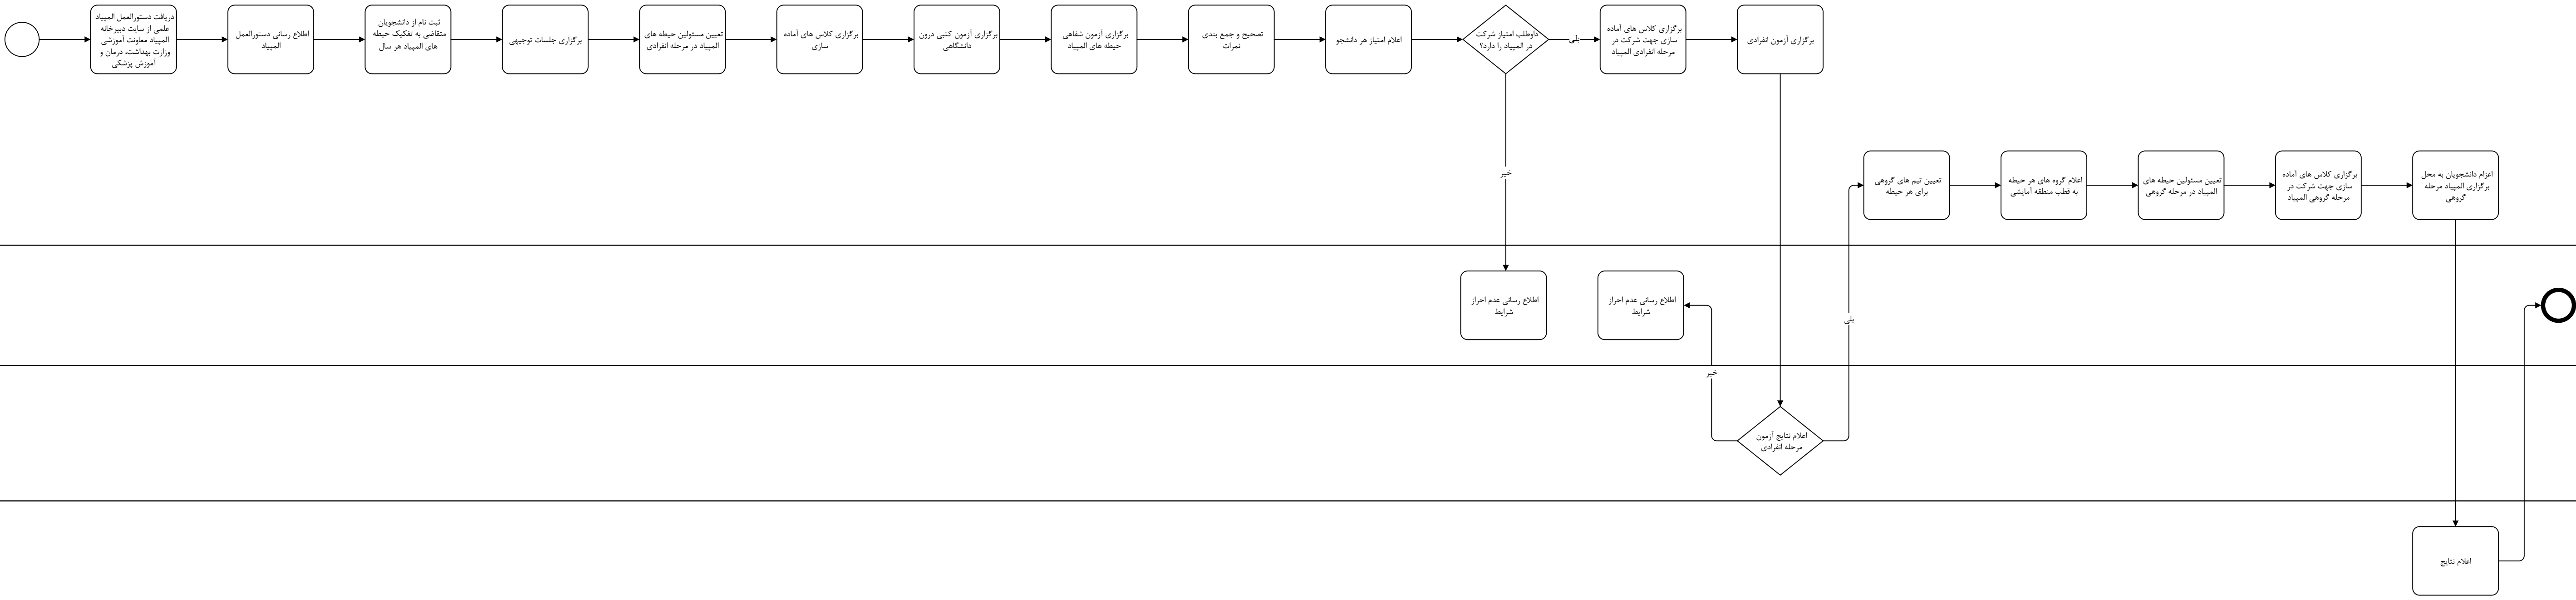 دریافت دستورالعمل المپیاد
علمی از سایت دبیرخانه
المپیاد معاونت آموزشی
وزارت بهداشت، درمان و
آموزش پزشکی
اطلاع رسانی دستورالعمل
المپیاد
ثبت نام از دانشجویان
متقاضی به تفکیک حیطه
های المپیاد هر سال
برگزاری جلسات توجیهی
تعیین مسئولین حیطه های
المپیاد در مرحله انفرادی
برگزاری کلاس های آماده
سازی
برگزاری آزمون کتبی درون
دانشگاهی
برگزاری آزمون شفاهی
حیطه های المپیاد
تصحیح و جمع بندی
نمرات
اعلام امتیاز هر دانشجو
داوطلب امتیاز شرکت
در المپیاد را دارد؟
بلی
برگزاری کلاس های آماده
سازی جهت شرکت در
مرحله انفرادی المپیاد
برگزاری آزمون انفرادی
خیر
تعیین تیم های گروهی
برای هر حیطه
اعلام گروه های هر حیطه
به قطب منطقه آمایشی
تعیین مسئولین حیطه های
المپیاد در مرحله گروهی
برگزاری کلاس های آماده
سازی جهت شرکت در
مرحله گروهی المپیاد
اعزام دانشجویان به محل
برگزاری المپیاد مرحله
گروهی
اطلاع رسانی عدم احراز
شرایط
اطلاع رسانی عدم احراز
شرایط
بلی
خیر
اعلام نتایج آزمون
مرحله انفرادی
اعلام نتایج